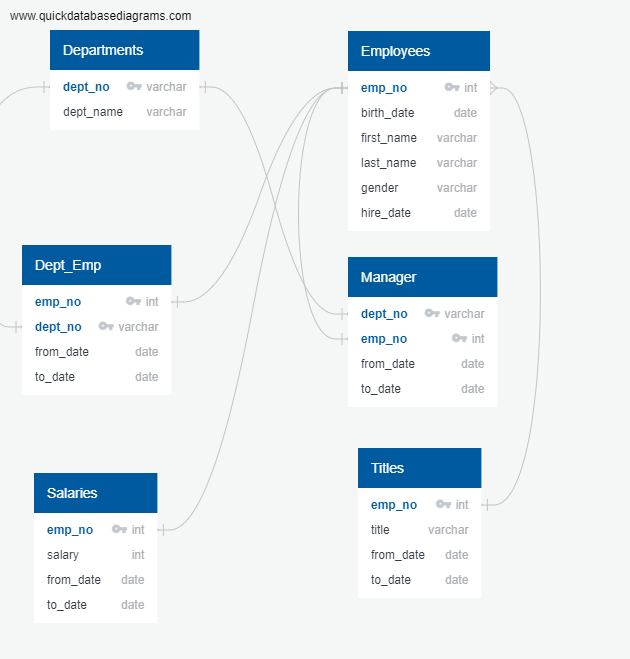 www.quickdatabasediagrams.com
Departments
dept_no varchar
dept_name varchar
Employees
emp_no int
birth_date date
first_name varchar
last_name varchar
gender varchar
hire_date date
Dept_Emp
emp_no int
dept_no varchar
from_date date
to_date date
Manager
dept_no varchar
emp_no int
from_date date
to_date date
Salaries
emp_no int
salary int
from_date date
to_date date
Titles
emp_no int
title varchar
from_date date
to_date date